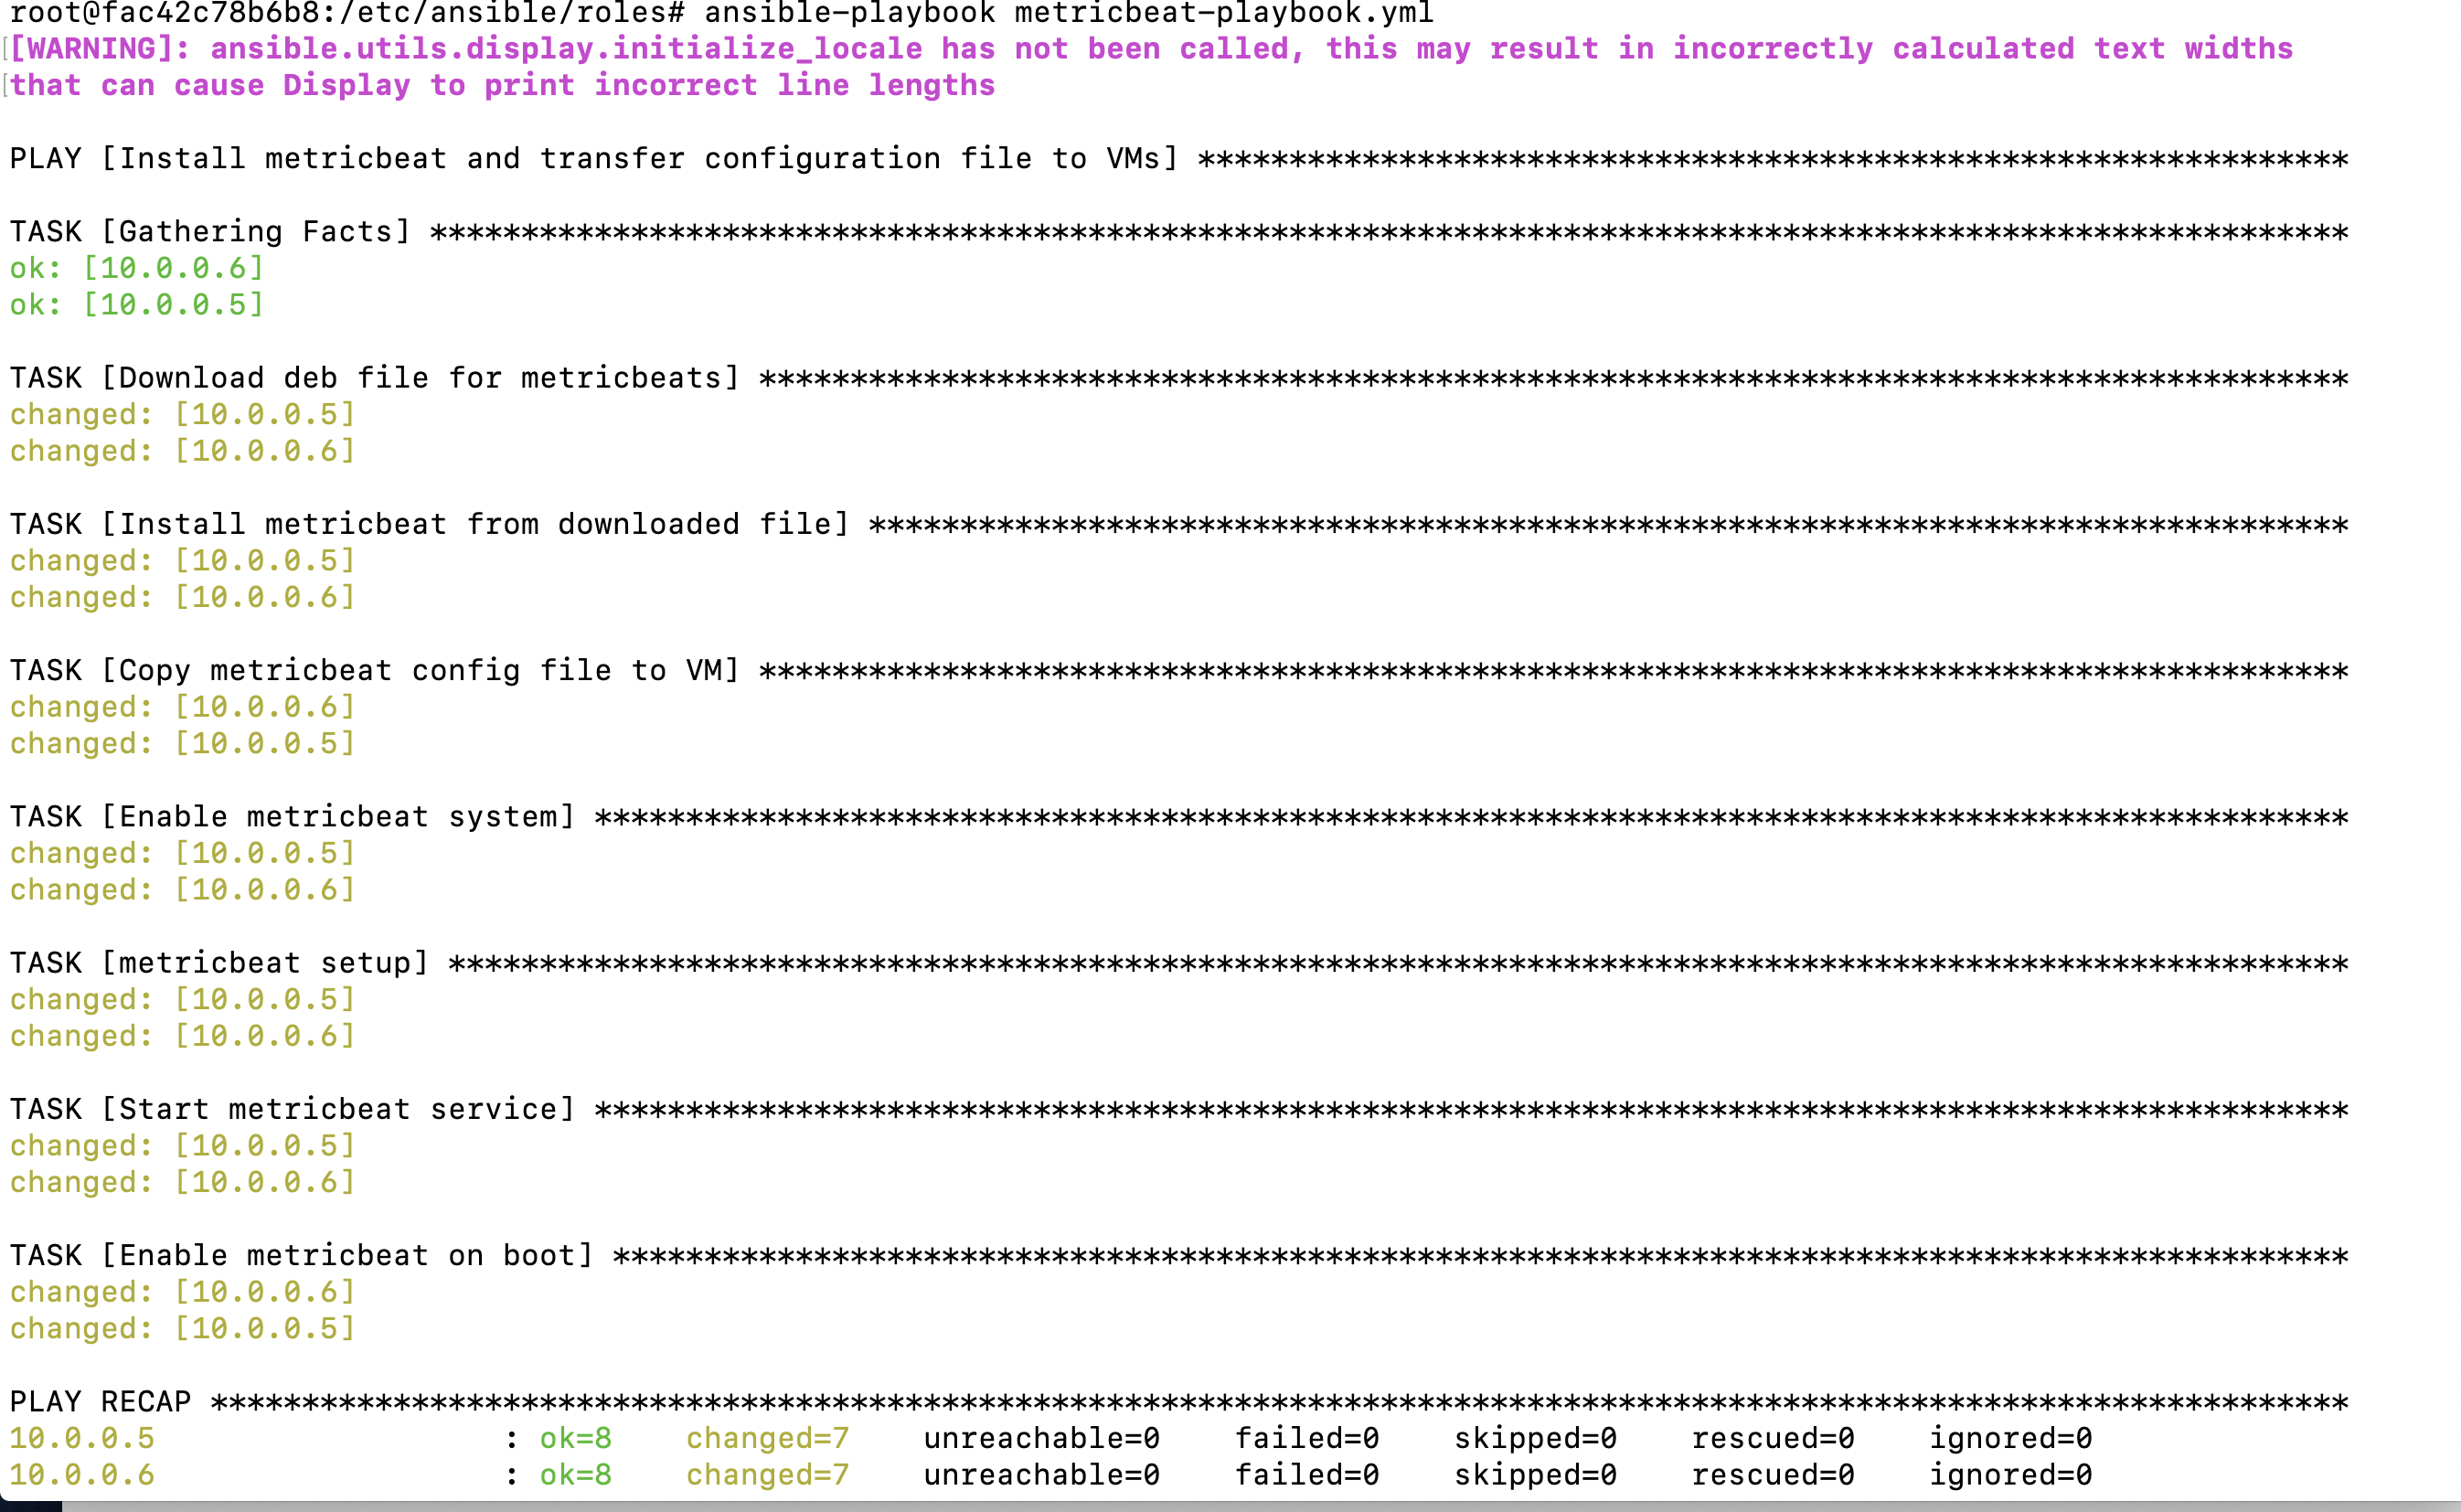 root@fac42c78b6b8:/etc/ansible/roles# ansible-playbook metricbeat-playbook.yml
[WARNING]: ansible.utils.display.initialize_locale has not been called, this may result in incorrectly calculated text widths
that can cause Display to print incorrect line lengths
PLAY [Install metricbeat and transfer configuration file to VMs] ***************************************************************
TASK [Gathering Facts] *********************************************************************************************************
ok: [10.0.0.6]
ok: [10.0.0.5]
TASK [Download deb file for metricbeats] ***************************************************************************************
changed: [10.0.0.5]
changed: [10.0.0.6]
TASK [Install metricbeat from downloaded file] *********************************************************************************
changed: [10.0.0.5]
changed: [10.0.0.6]
TASK [Copy metricbeat config file to VM] ***************************************************************************************
changed: [10.0.0.6]
changed: [10.0.0.5]
TASK [Enable metricbeat system] ************************************************************************************************
changed: [10.0.0.5]
changed: [10.0.0.6]
TASK [metricbeat setup] ********************************************************************************************************
changed: [10.0.0.5]
changed: [10.0.0.6]
TASK [Start metricbeat service] ************************************************************************************************
changed: [10.0.0.5]
changed: [10.0.0.6]
TASK [Enable metricbeat on boot] ***********************************************************************************************
changed: [10.0.0.6]
changed: [10.0.0.5]
PLAY RECAP *********************************************************************************************************************
10.0.0.5                   : ok=8    changed=7    unreachable=0    failed=0    skipped=0    rescued=0    ignored=0
10.0.0.6                   : ok=8    changed=7    unreachable=0    failed=0    skipped=0    rescued=0    ignored=0